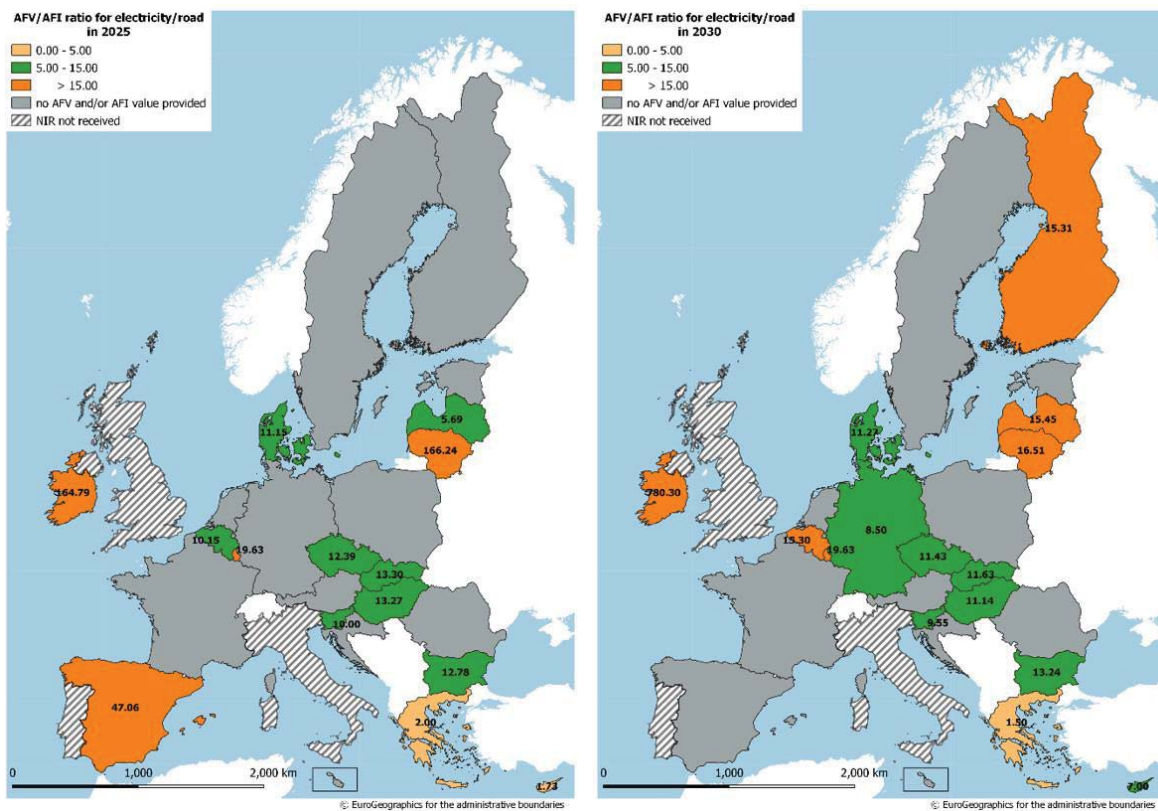 AFV/AFI ratio for electricity/road
in 2025
0.00 - 5.00
5.00 - 15.00
> 15.00
no AFV and/or AFI value provided
NIR not received
5.69
11.15
166.24
164.79
10.15
19.63
12.39
13.30
13.27
10.00
12.78
47.06
2.00
1.73
0
1,000
2,000 km
© EuroGeographics for the administrative boundaries
AFV/AFI ratio for electricity/road
in 2030
0.00 - 5.00
5.00 - 15.00
> 15.00
no AFV and/or AFI value provided
NIR not received
15.31
15.45
11.27
16.51
780.30
8.50
15.30
19.63
11.43
11.63
11.14
9.55
13.24
1.50
7.00
0
1,000
2,000 km
© EuroGeographics for the administrative boundaries